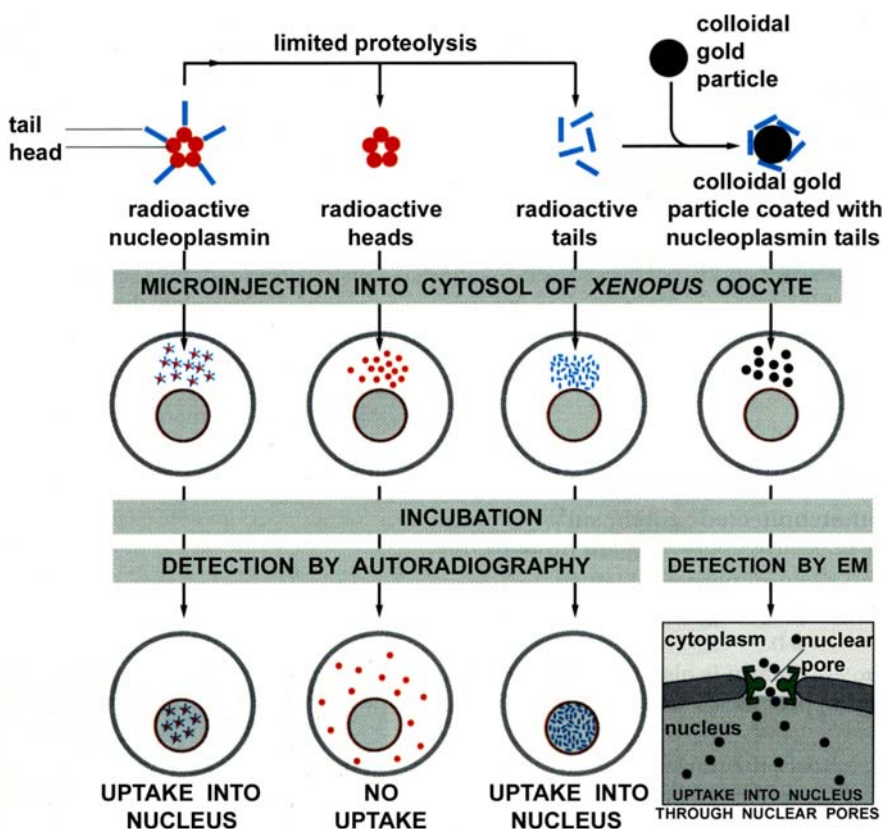 limited proteolysis
colloidal
gold
particle
tail
head
radioactive
nucleoplasmin
radioactive
heads
radioactive
tails
colloidal gold
particle coated with
nucleoplasmin tails
MICROINJECTION INTO CYTOSOL OF XENOPUS OOCYTE
INCUBATION
DETECTION BY AUTORADIOGRAPHY
DETECTION BY EM
cytoplasm
nuclear
pore
nucleus
UPTAKE INTO
NUCLEUS
NO
UPTAKE
UPTAKE INTO
NUCLEUS
UPTAKE INTO NUCLEUS
THROUGH NUCLEAR PORES